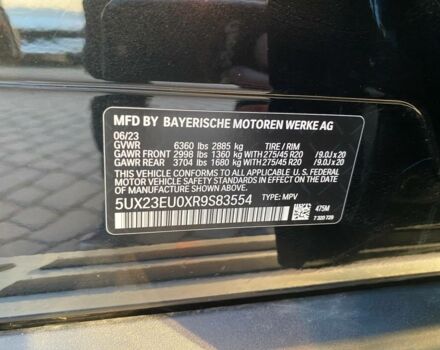 MFD BY BAYERISCHE MOTOREN WERKE AG
06/23
GVWR 6360 lbs 2885 kg TIRE / RIM
GAWR FRONT 2998 lbs 1360 kg WITH 275/45 R20 /9.0J x 20
GAWR REAR 3704 lbs 1680 kg WITH 275/45 R20 /9.0J x 20
THIS VEHICLE CONFORMS TO ALL APPLICABLE U.S. FEDERAL
MOTOR VEHICLE SAFETY STANDARDS IN EFFECT ON THE
DATE OF MANUFACTURE SHOWN ABOVE.
5UX23EU0XR9S83554 TYPE: MPV
475M